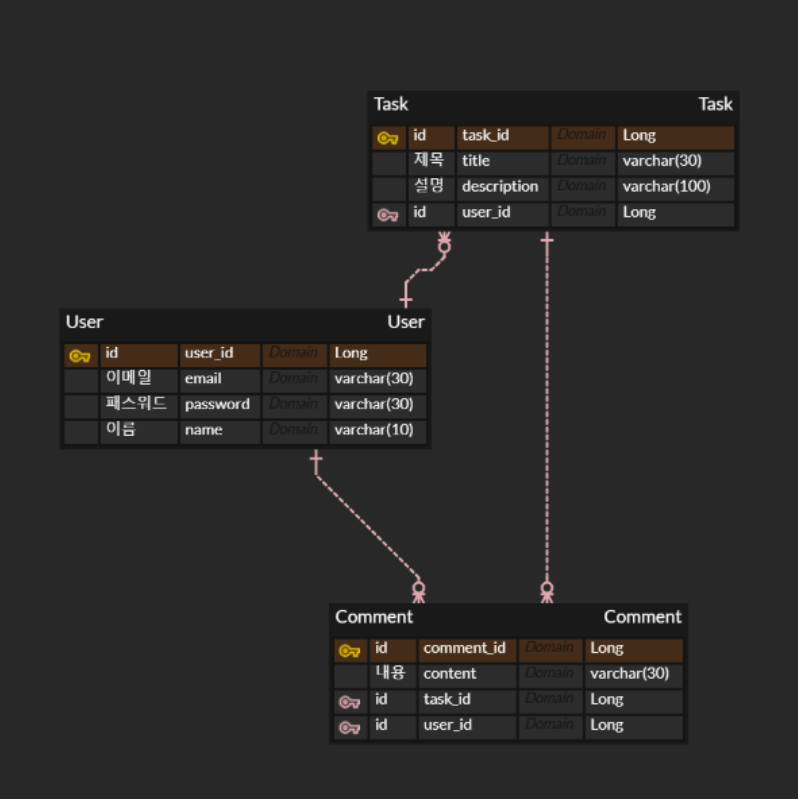 Task Task
id task_id Domain Long
제목 title Domain varchar(30)
설명 description Domain varchar(100)
id user_id Domain Long
User User
id user_id Domain Long
이메일 email Domain varchar(30)
패스워드 password Domain varchar(30)
이름 name Domain varchar(10)
Comment Comment
id comment_id Domain Long
내용 content Domain varchar(30)
id task_id Domain Long
id user_id Domain Long